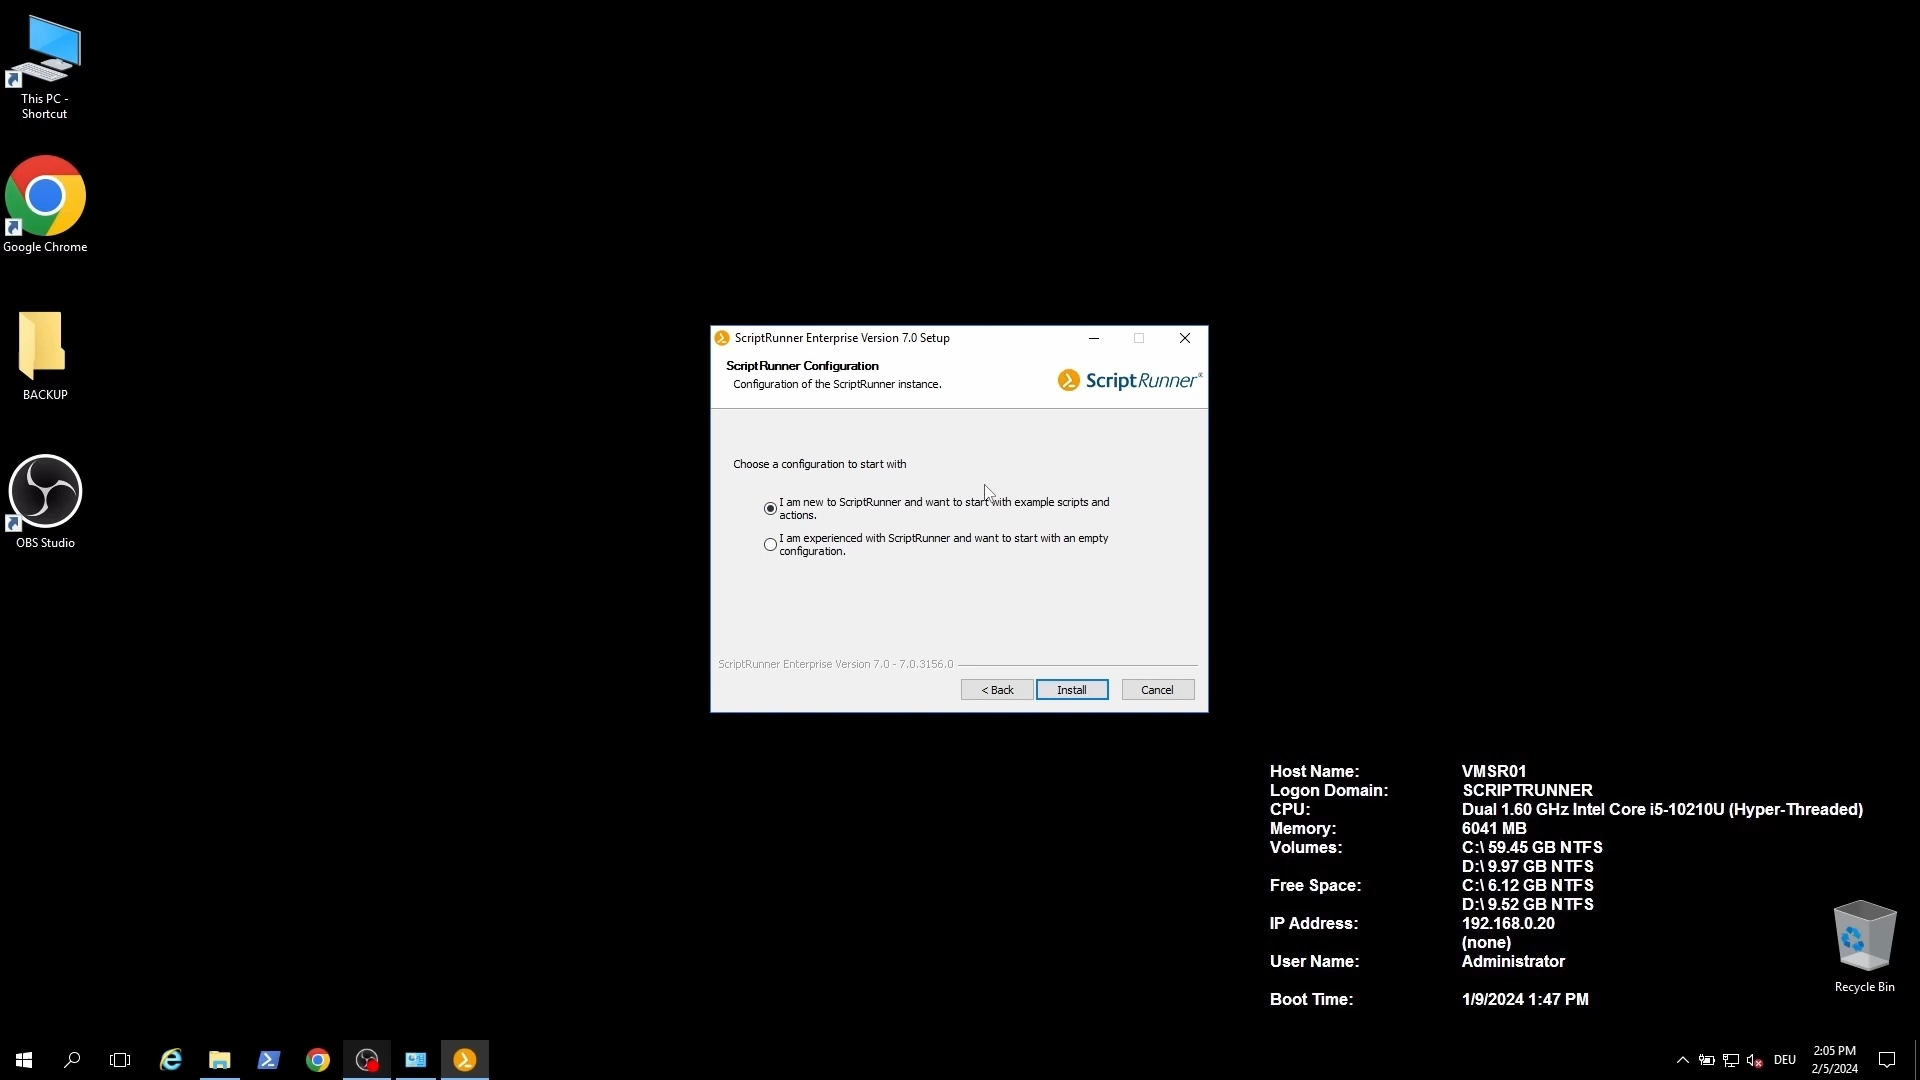 This PC -
Shortcut
Google Chrome
BACKUP
OBS Studio
ScriptRunner Enterprise Version 7.0 Setup
ScriptRunner Configuration
Configuration of the ScriptRunner instance.
ScriptRunner®
Choose a configuration to start with
I am new to ScriptRunner and want to start with example scripts and
actions.
I am experienced with ScriptRunner and want to start with an empty
configuration.
ScriptRunner Enterprise Version 7.0 - 7.0.3156.0
< Back
Install
Cancel
Host Name: VMSR01
Logon Domain: SCRIPTRUNNER
CPU: Dual 1.60 GHz Intel Core i5-10210U (Hyper-Threaded)
Memory: 6041 MB
Volumes: C:\ 59.45 GB NTFS
D:\ 9.97 GB NTFS
Free Space: C:\ 6.12 GB NTFS
D:\ 9.52 GB NTFS
IP Address: 192.168.0.20
(none)
User Name: Administrator
Boot Time: 1/9/2024 1:47 PM
Recycle Bin
DEU
2:05 PM
2/5/2024